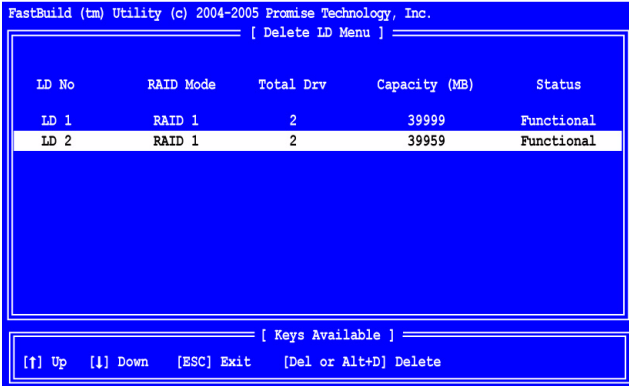 FastBuild (tm) Utility (c) 2004-2005 Promise Technology, Inc.
[ Delete LD Menu ]
LD No RAID Mode Total Drv Capacity (MB) Status
LD 1 RAID 1 2 39999 Functional
LD 2 RAID 1 2 39959 Functional
[ Keys Available ]
[↑] Up [↓] Down [ESC] Exit [Del or Alt+D] Delete